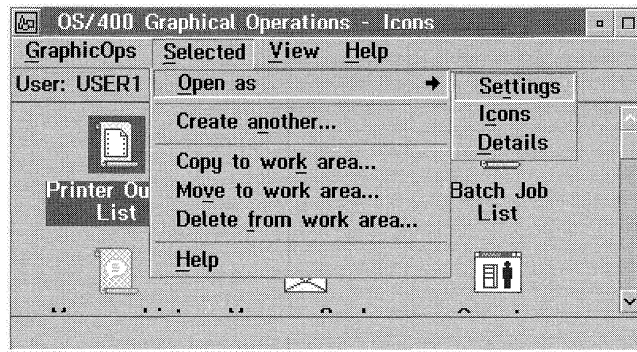 OS/400 Graphical Operations - Icons
GraphicOps Selected View Help
User: USER1
Open as
Settings
Icons
Details
Create another...
Copy to work area...
Move to work area...
Delete from work area...
Help
Printer Ou
List
Batch Job
List